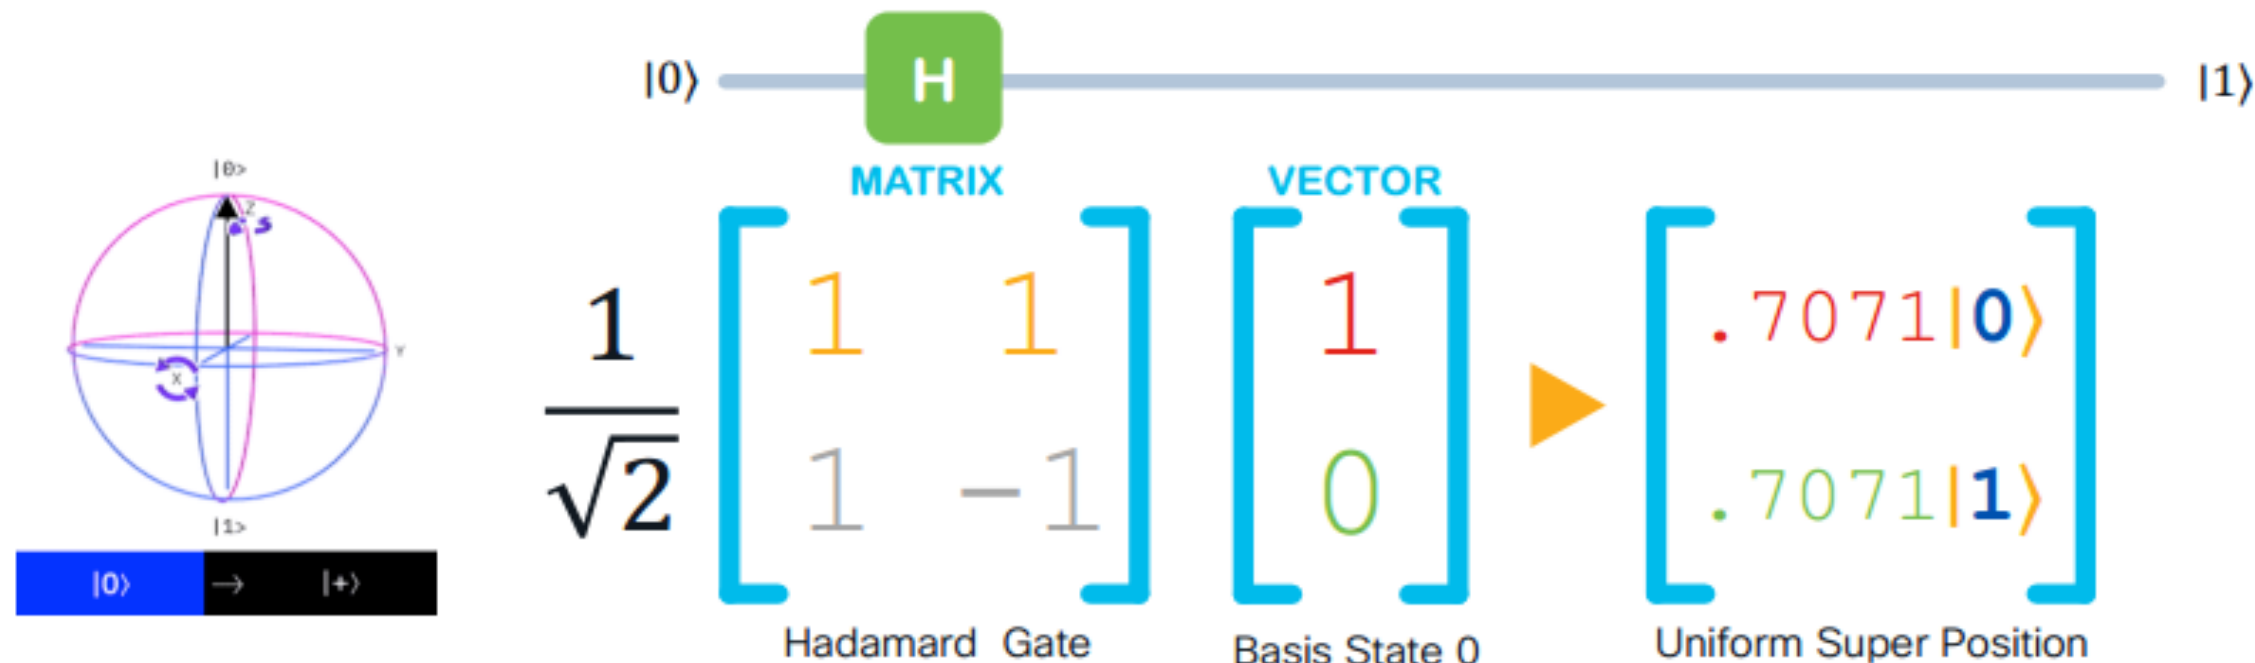 |0⟩ H |1⟩
MATRIX VECTOR
|0>
Z
s
Y
X
|1>
|0⟩ → |+⟩
1
√2
1 1
1 -1
1
0
.7071|0⟩
.7071|1⟩
Hadamard Gate
Basis State 0
Uniform Super Position